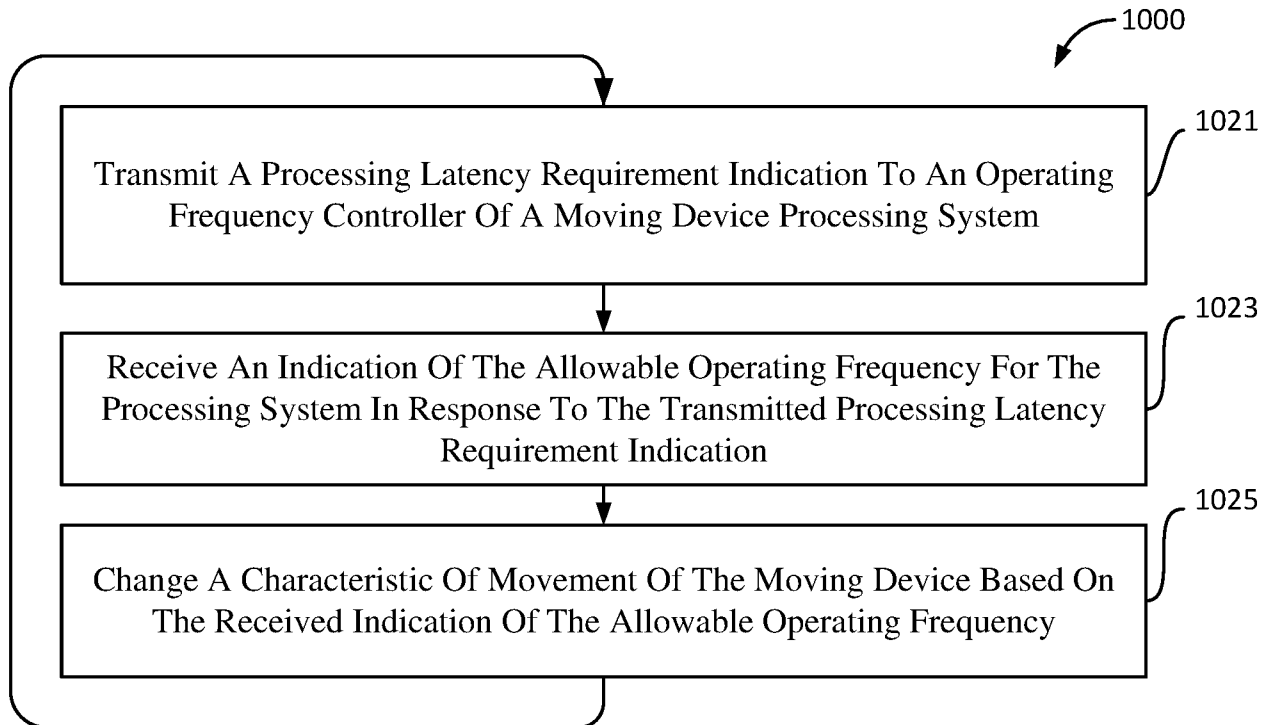 1000
1021
Transmit A Processing Latency Requirement Indication To An Operating
Frequency Controller Of A Moving Device Processing System
1023
Receive An Indication Of The Allowable Operating Frequency For The
Processing System In Response To The Transmitted Processing Latency
Requirement Indication
1025
Change A Characteristic Of Movement Of The Moving Device Based On
The Received Indication Of The Allowable Operating Frequency